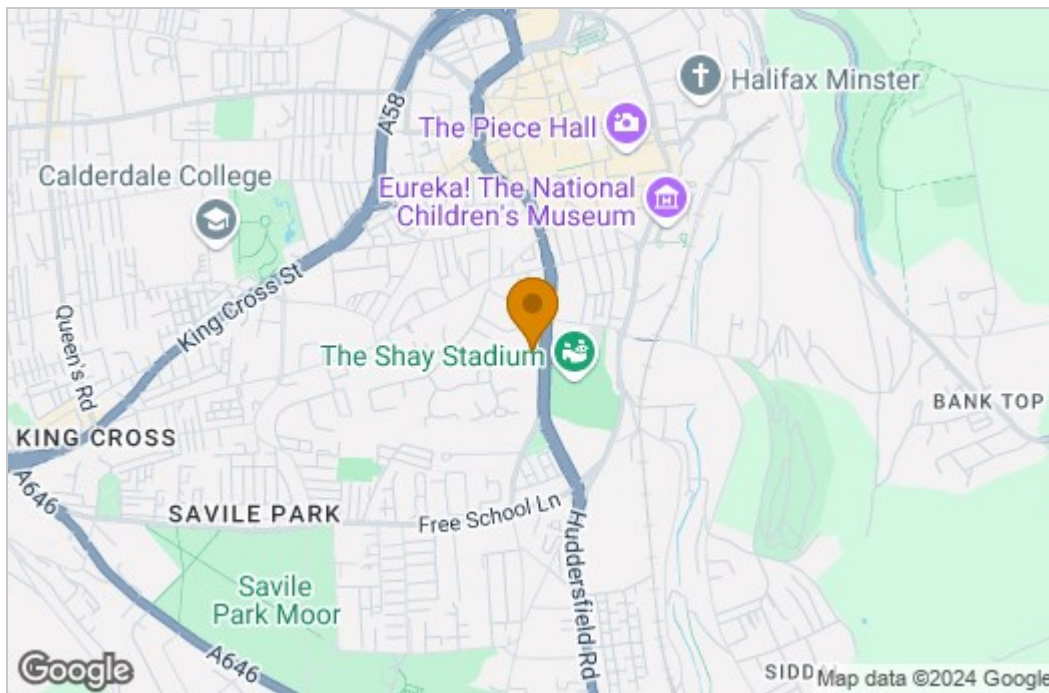 A58
Halifax Minster
The Piece Hall
Calderdale College
Eureka! The National
Children's Museum
King Cross St
Queen's Rd
The Shay Stadium
BANK TOP
KING CROSS
A646
SAVILE PARK
Free School Ln
Huddersfield Rd
Savile
Park Moor
A646
Google
SIDD
Map data ©2024 Google